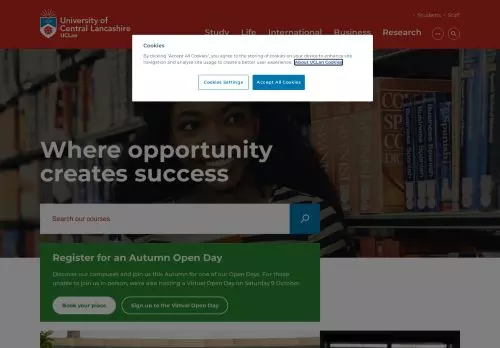 University of
Central Lancashire
UCLan
Students Staff
Study Life International Business Research
Cookies
By clicking "Accept All Cookies", you agree to the storing of cookies on your device to enhance site
navigation and analyse site usage to create a better user experience. About UCLan Cookies
Cookies Settings
Accept All Cookies
Where opportunity
creates success
Search our courses
Register for an Autumn Open Day
Discover our campuses and join us this Autumn for one of our Open Days. For those
unable to join us in person, we're also hosting a Virtual Open Day on Saturday 9 October.
Book your place
Sign up to the Virtual Open Day
Business Spanish
Business Spanish
Spanish